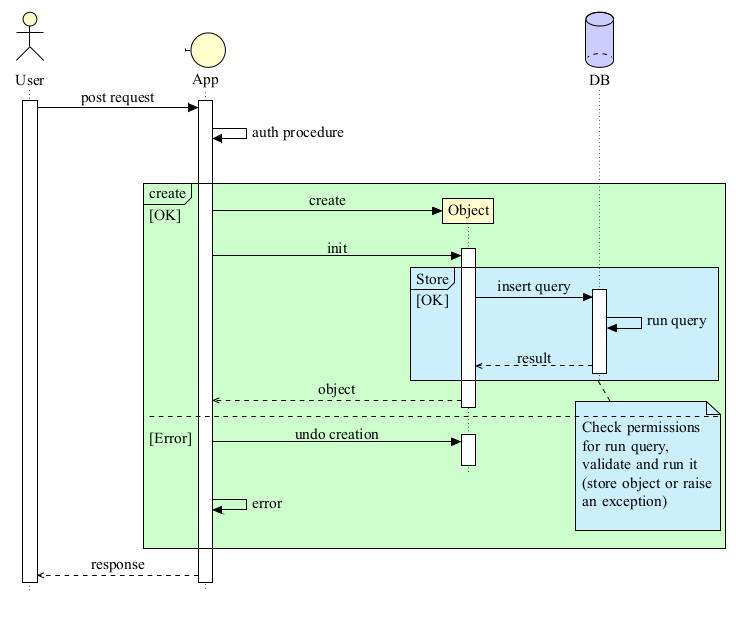 User
App
DB
post request
auth procedure
create
[OK]
create
Object
init
Store
[OK]
insert query
run query
result
object
[Error]
undo creation
Check permissions
for run query,
validate and run it
(store object or raise
an exception)
error
response